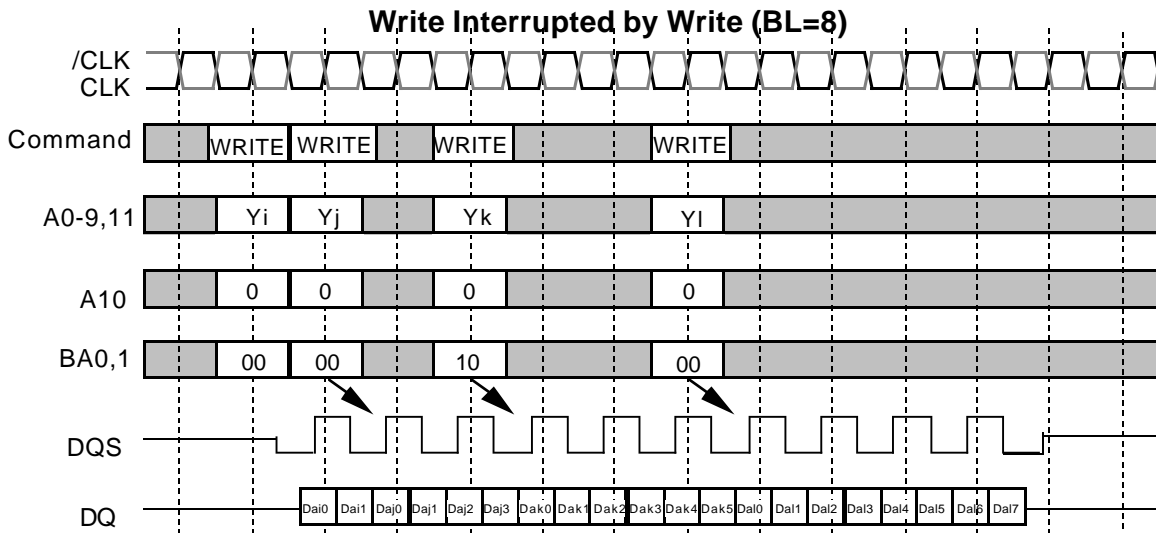 Write Interrupted by Write (BL=8)
/CLK
CLK
Command WRITE WRITE WRITE WRITE
A0-9,11 Yi Yj Yk Yl
A10 0 0 0 0
BA0,1 00 00 10 00
DQS
DQ Dai0 Dai1 Daj0 Daj1 Daj2 Daj3 Dak0 Dak1 Dak2 Dak3 Dak4 Dak5 Dal0 Dal1 Dal2 Dal3 Dal4 Dal5 Dal6 Dal7